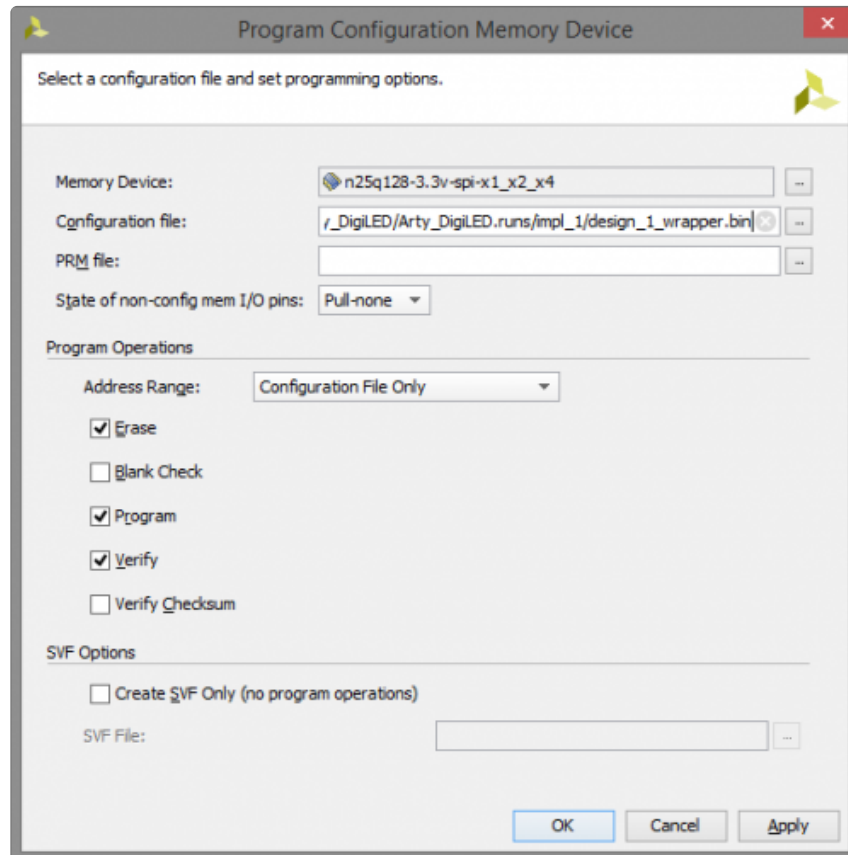 Program Configuration Memory Device
Select a configuration file and set programming options.
Memory Device: n25q128-3.3v-spi-x1_x2_x4 ...
Configuration file: y_DigiLED/Arty_DigiLED.runs/impl_1/design_1_wrapper.bin ...
PRM file: ...
State of non-config mem I/O pins: Pull-none
Program Operations
Address Range: Configuration File Only
Erase
Blank Check
Program
Verify
Verify Checksum
SVF Options
Create SVF Only (no program operations)
SVF File: ...
OK Cancel Apply